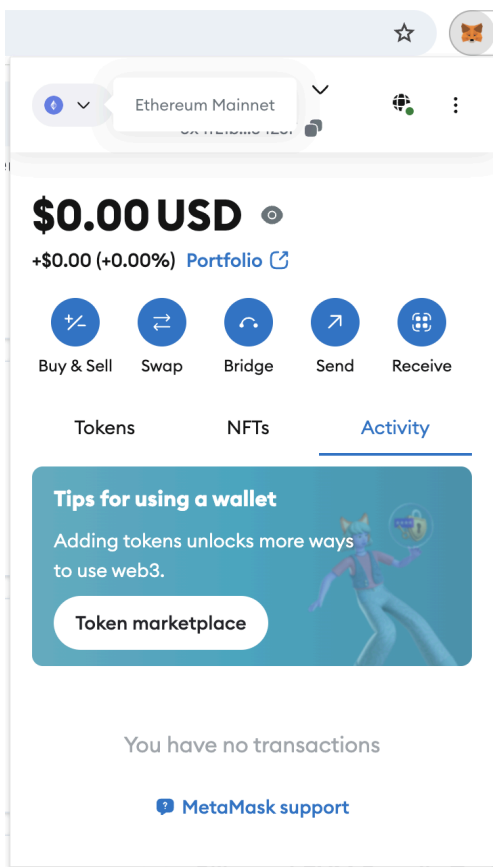 Ethereum Mainnet
$0.00 USD
+$0.00 (+0.00%) Portfolio
Buy & Sell Swap Bridge Send Receive
Tokens NFTs Activity
Tips for using a wallet
Adding tokens unlocks more ways
to use web3.
Token marketplace
You have no transactions
MetaMask support